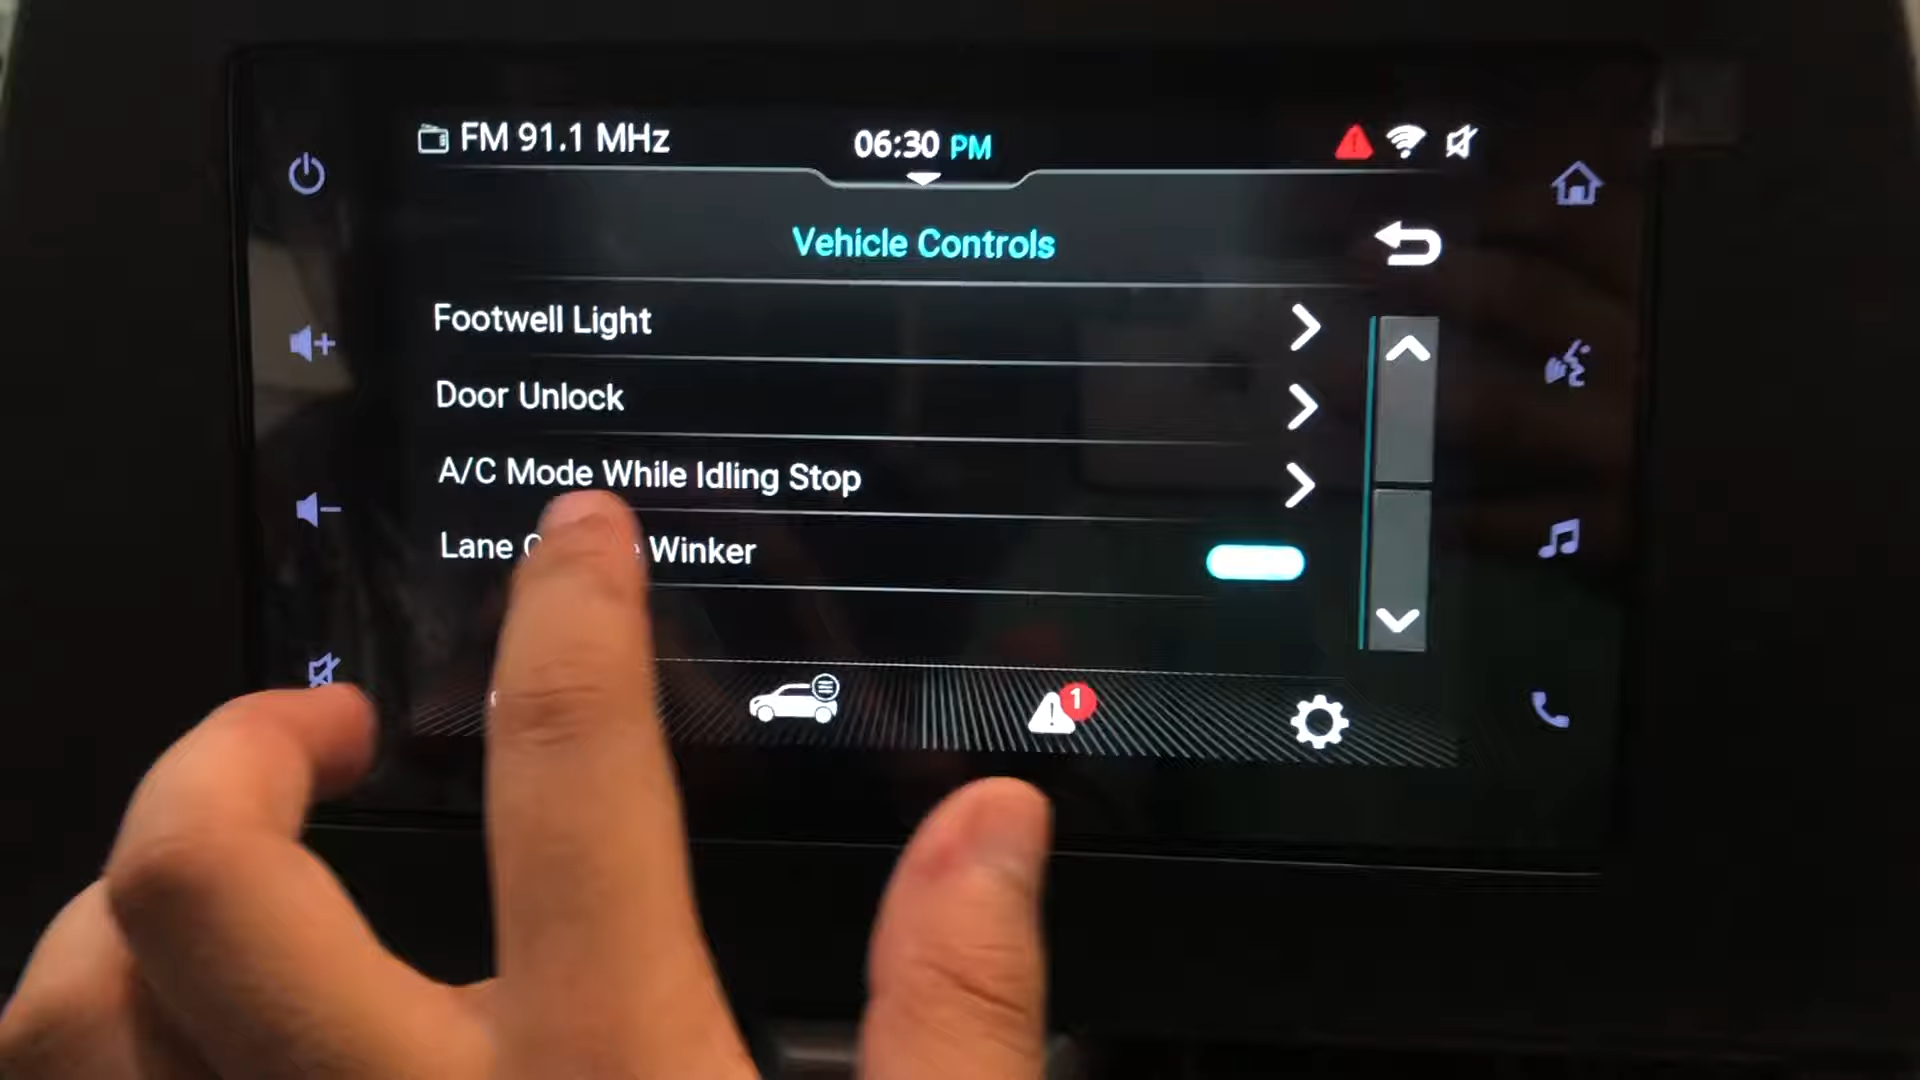 FM 91.1 MHz
06:30 PM
Vehicle Controls
Footwell Light
Door Unlock
A/C Mode While Idling Stop
Lane Winker
1